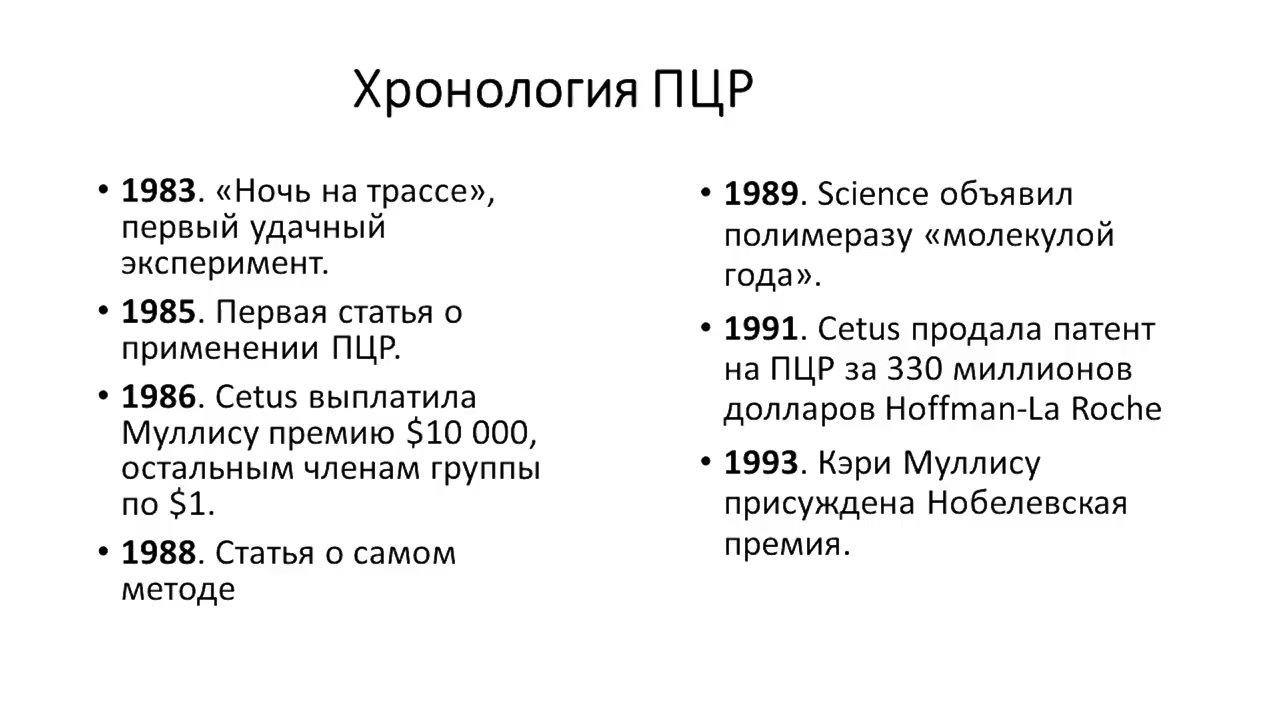 Хронология ПЦР
• 1983. «Ночь на трассе»,
первый удачный
эксперимент.
• 1985. Первая статья о
применении ПЦР.
• 1986. Cetus выплатила
Муллису премию $10 000,
остальным членам группы
по $1.
• 1988. Статья о самом
методе
• 1989. Science объявил
полимеразу «молекулой
года».
• 1991. Cetus продала патент
на ПЦР за 330 миллионов
долларов Hoffman-La Roche
• 1993. Кэри Муллису
присуждена Нобелевская
премия.